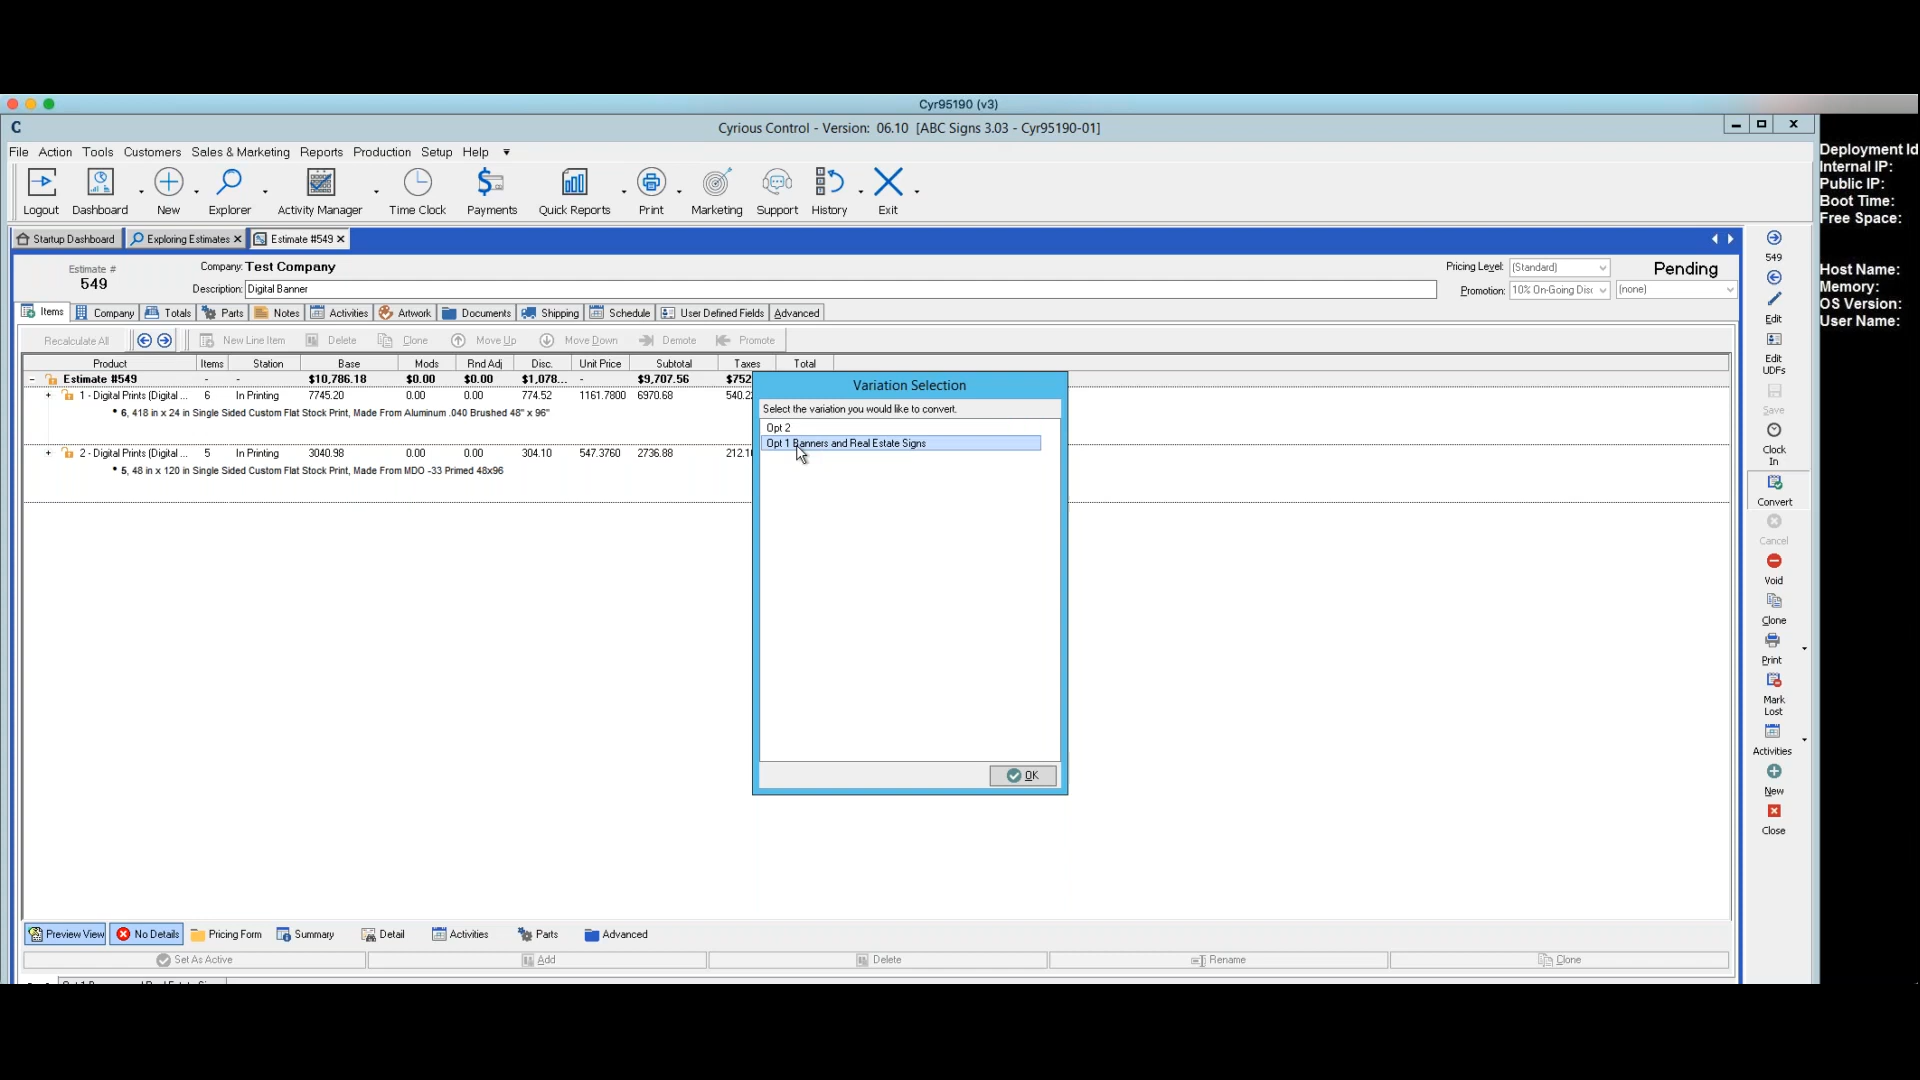 Cyr95190 (v3)
C Cyrious Control - Version: 06.10 [ABC Signs 3.03 - Cyr95190-01]
File Action Tools Customers Sales & Marketing Reports Production Setup Help
Logout Dashboard New Explorer Activity Manager Time Clock Payments Quick Reports Print Marketing Support History Exit
Startup Dashboard Exploring Estimates Estimate #549
Estimate #
549
Company: Test Company
Description: Digital Banner
Pricing Level: (Standard) Pending
Promotion: 10% On-Going Disc (none)
Items Company Totals Parts Notes Activities Artwork Documents Shipping Schedule User Defined Fields Advanced
Recalculate All New Line Item Delete Clone Move Up Move Down Demote Promote
Product Items Station Base Mods Rnd Adj Disc. Unit Price Subtotal Taxes Total
- Estimate #549 - - $10,786.18 $0.00 $0.00 $1,078... - $9,707.56 $752
+ 1 - Digital Prints (Digital ... 6 In Printing 7745.20 0.00 0.00 774.52 1161.7800 6970.68 540.2
• 6, 418 in x 24 in Single Sided Custom Flat Stock Print, Made From Aluminum .040 Brushed 48" x 96"
+ 2 - Digital Prints (Digital ... 5 In Printing 3040.98 0.00 0.00 304.10 547.3760 2736.88 212.1
• 5, 48 in x 120 in Single Sided Custom Flat Stock Print, Made From MDO -33 Primed 48x96
Variation Selection
Select the variation you would like to convert.
Opt 2
Opt 1 Banners and Real Estate Signs
OK
Preview View No Details Pricing Form Summary Detail Activities Parts Advanced
Set As Active Add Delete Rename Clone
549
Edit
Edit
UDFs
Save
Clock
In
Convert
Cancel
Void
Clone
Print
Mark
Lost
Activities
New
Close
Deployment Id
Internal IP:
Public IP:
Boot Time:
Free Space:
Host Name:
Memory:
OS Version:
User Name: